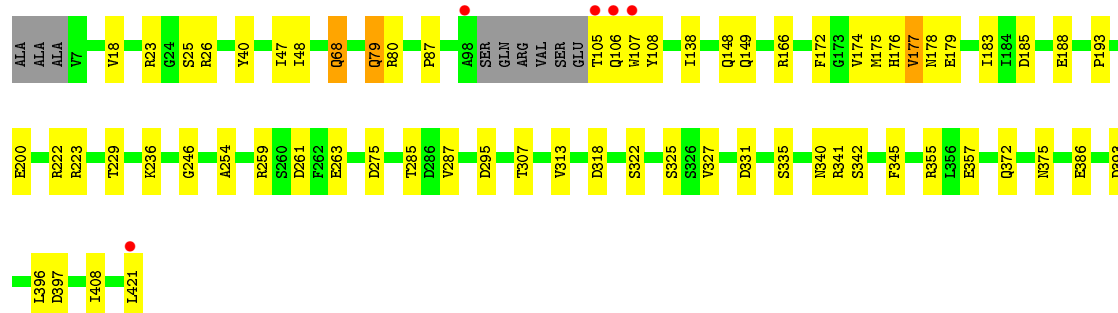 ALA ALA ALA V7 V18 R23 G24 S25 R26 Y40 I47 I48 Q68 Q79 R80 P87 A98 SER GLN ARG VAL SER GLU T105 Q106 W107 Y108 I138 Q148 Q149 R166 F172 G173 V174 M175 H176 V177 N178 E179 I183 I184 D185 E188 P193
E200 R222 R223 T229 K236 G246 A254 R259 S260 D261 F262 E263 D275 T285 D286 V287 D295 T307 V313 D318 S322 S325 S326 V327 D331 S335 N340 R341 S342 F345 R355 L356 E357 Q372 N375 E386 D393
L396 D397 I408 L421